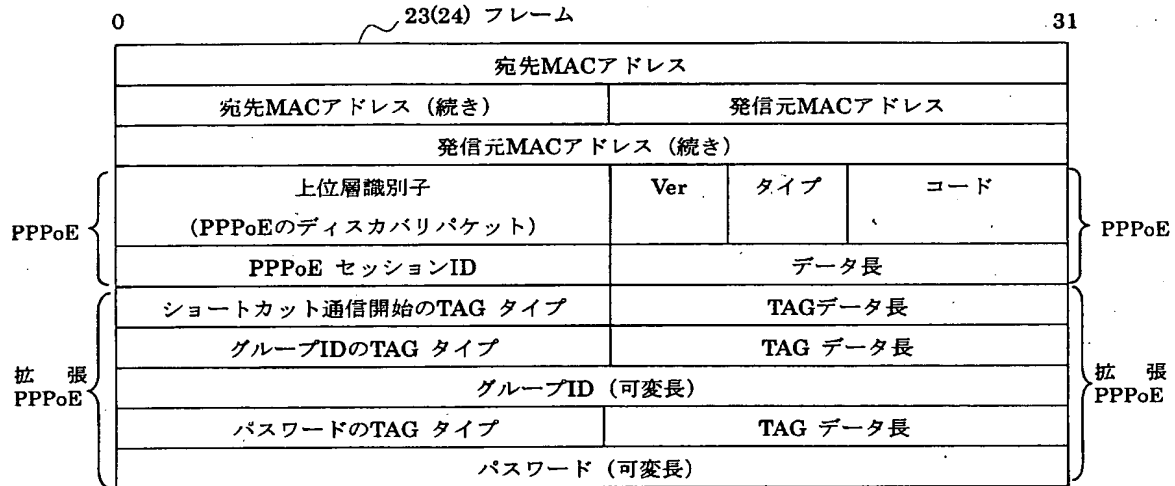 23(24) フレーム
0 31
宛先MACアドレス
宛先MACアドレス (続き) 発信元MACアドレス
発信元MACアドレス (続き)
上位層識別子 Ver タイプ コード
(PPPoEのディスカバリパケット)
PPPoE PPPoE
PPPoE セッションID データ長
ショートカット通信開始のTAG タイプ TAGデータ長
グループIDのTAG タイプ TAG データ長
拡 張 グループID (可変長) 拡 張
PPPoE PPPoE
パスワードのTAG タイプ TAG データ長
パスワード (可変長)